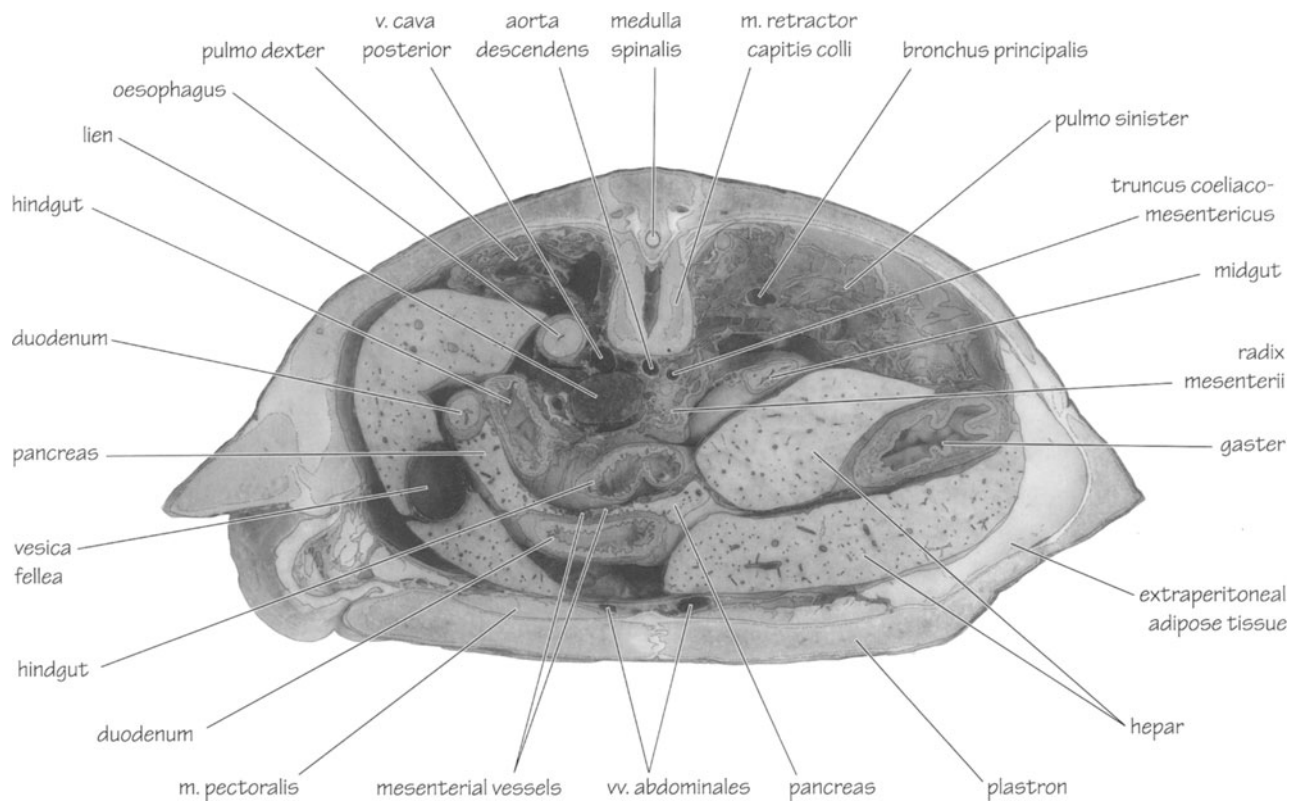 v. cava
posterior
aorta
descendens
medulla
spinalis
m. retractor
capitis colli
pulmo dexter
bronchus principalis
oesophagus
lien
pulmo sinister
hindgut
truncus coeliaco-
mesentericus
midgut
duodenum
radix
mesenterii
pancreas
gaster
vesica
fellea
extraperitoneal
adipose tissue
hindgut
duodenum
hepar
m. pectoralis
mesenterial vessels
vv. abdominales
pancreas
plastron